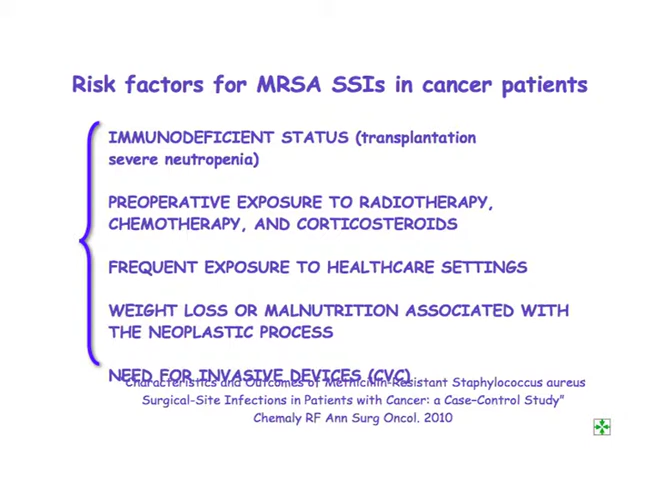 Risk factors for MRSA SSIs in cancer patients
IMMUNODEFICIENT STATUS (transplantation
severe neutropenia)
PREOPERATIVE EXPOSURE TO RADIOTHERAPY,
CHEMOTHERAPY, AND CORTICOSTEROIDS
FREQUENT EXPOSURE TO HEALTHCARE SETTINGS
WEIGHT LOSS OR MALNUTRITION ASSOCIATED WITH
THE NEOPLASTIC PROCESS
NEED FOR INVASIVE DEVICES (CVC)
"Characteristics and Outcomes of Methicillin-Resistant Staphylococcus aureus
Surgical-Site Infections in Patients with Cancer: a Case–Control Study"
Chemaly RF Ann Surg Oncol. 2010